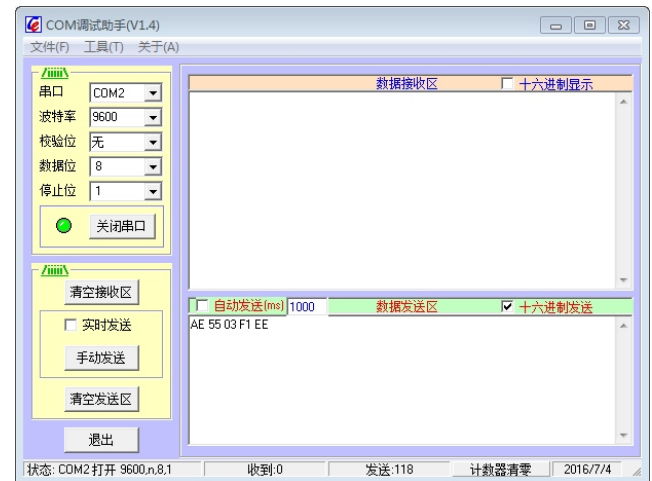 COM调试助手(V1.4)
文件(F) 工具(T) 关于(A)
串口 COM2
波特率 9600
校验位 无
数据位 8
停止位 1
关闭串口
数据接收区 十六进制显示
清空接收区
实时发送
手动发送
清空发送区
退出
自动发送(ms) 1000 数据发送区 十六进制发送
AE 55 03 F1 EE
状态: COM2打开 9600,n,8,1 收到:0 发送:118 计数器清零 2016/7/4